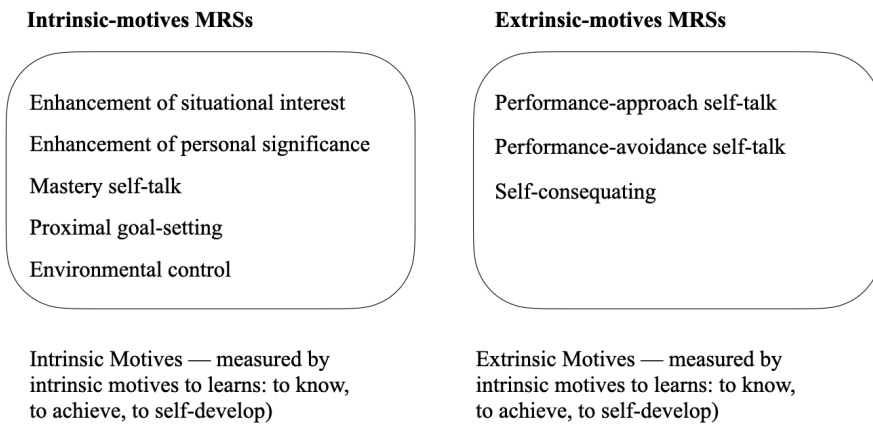 Intrinsic-motives MRSs
Enhancement of situational interest
Enhancement of personal significance
Mastery self-talk
Proximal goal-setting
Environmental control
Intrinsic Motives — measured by
intrinsic motives to learns: to know,
to achieve, to self-develop)
Extrinsic-motives MRSs
Performance-approach self-talk
Performance-avoidance self-talk
Self-consequating
Extrinsic Motives — measured by
intrinsic motives to learns: to know,
to achieve, to self-develop)